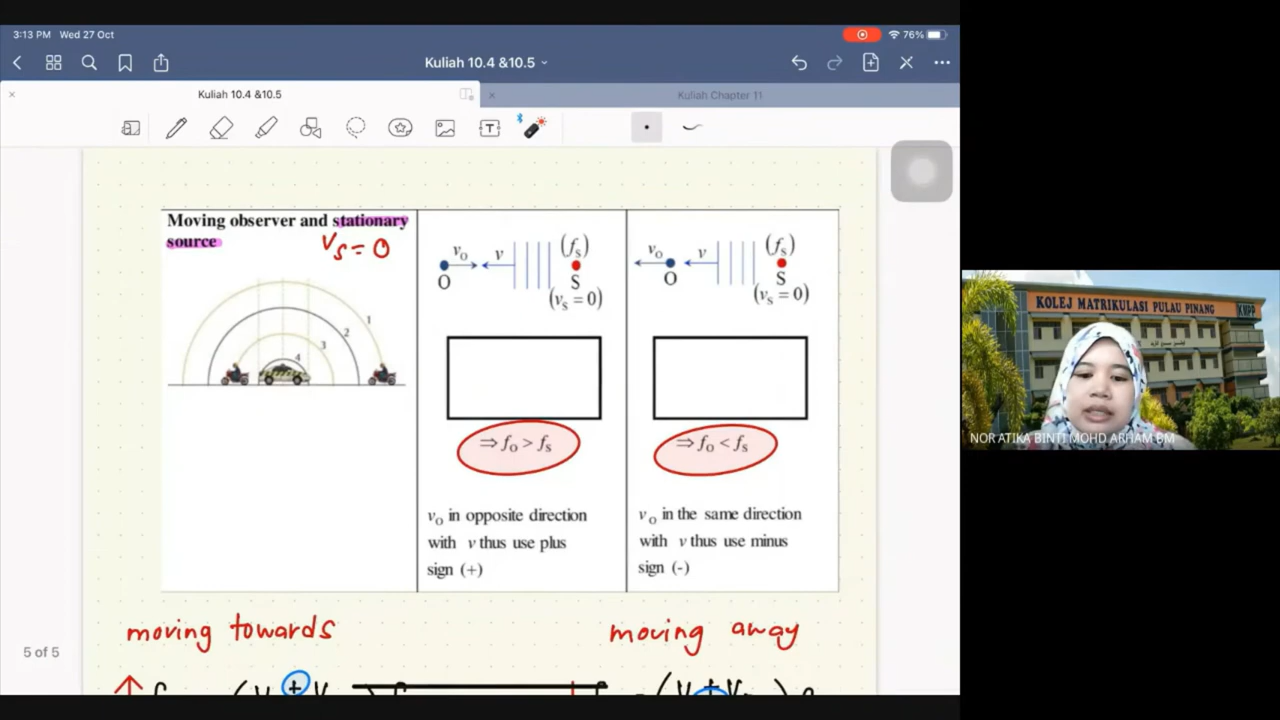 3:13 PM Wed 27 Oct
76%
Kuliah 10.4 &10.5
Kuliah 10.4 &10.5
Kuliah Chapter 11
Moving observer and stationary
source
vs = 0
1
2
3
4
vO
v
(fs)
O
S
(vs = 0)
⇒ fO > fs
vO in opposite direction
with v thus use plus
sign (+)
vO
v
(fs)
O
S
(vs = 0)
⇒ fO < fs
vO in the same direction
with v thus use minus
sign (-)
moving towards
moving away
5 of 5
KOLEJ MATRIKULASI PULAU PINANG
KMPP
NOR ATIKA BINTI MOHD ARHAM BM